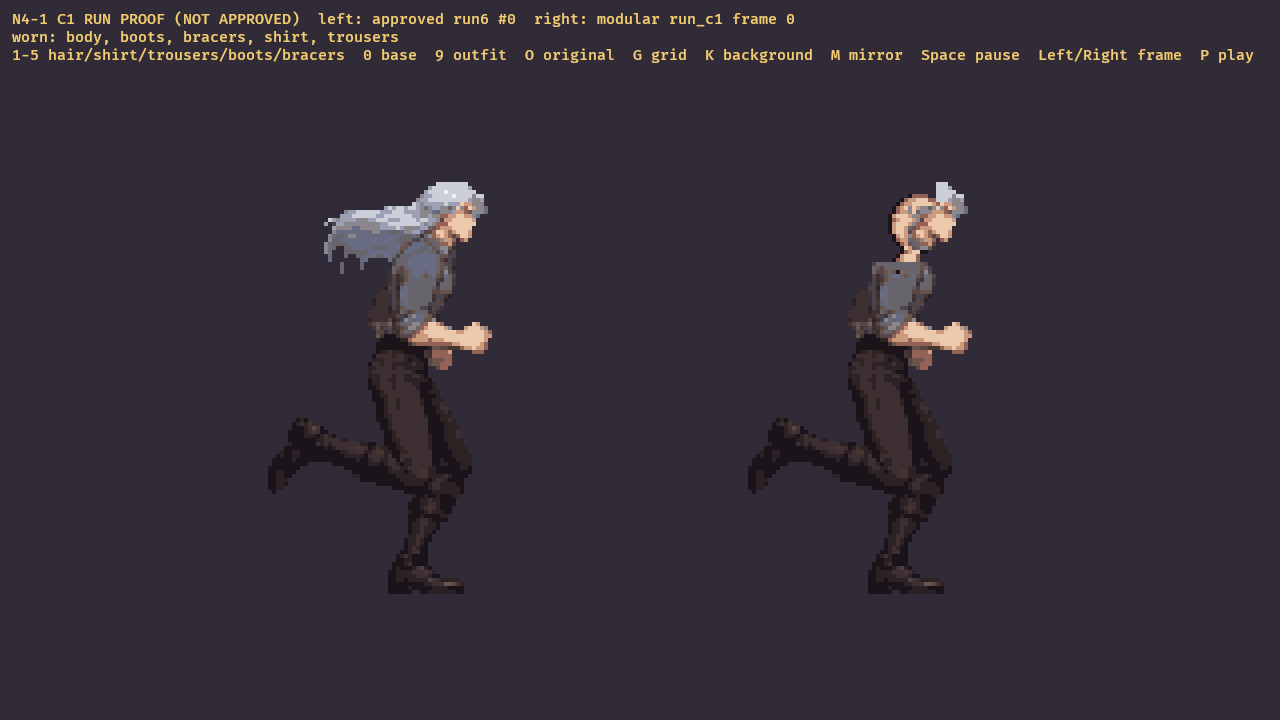 N4-1 C1 RUN PROOF (NOT APPROVED)  left: approved run6 #0  right: modular run_c1 frame 0
worn: body, boots, bracers, shirt, trousers
1-5 hair/shirt/trousers/boots/bracers  0 base  9 outfit  O original  G grid  K background  M mirror  Space pause  Left/Right frame  P play